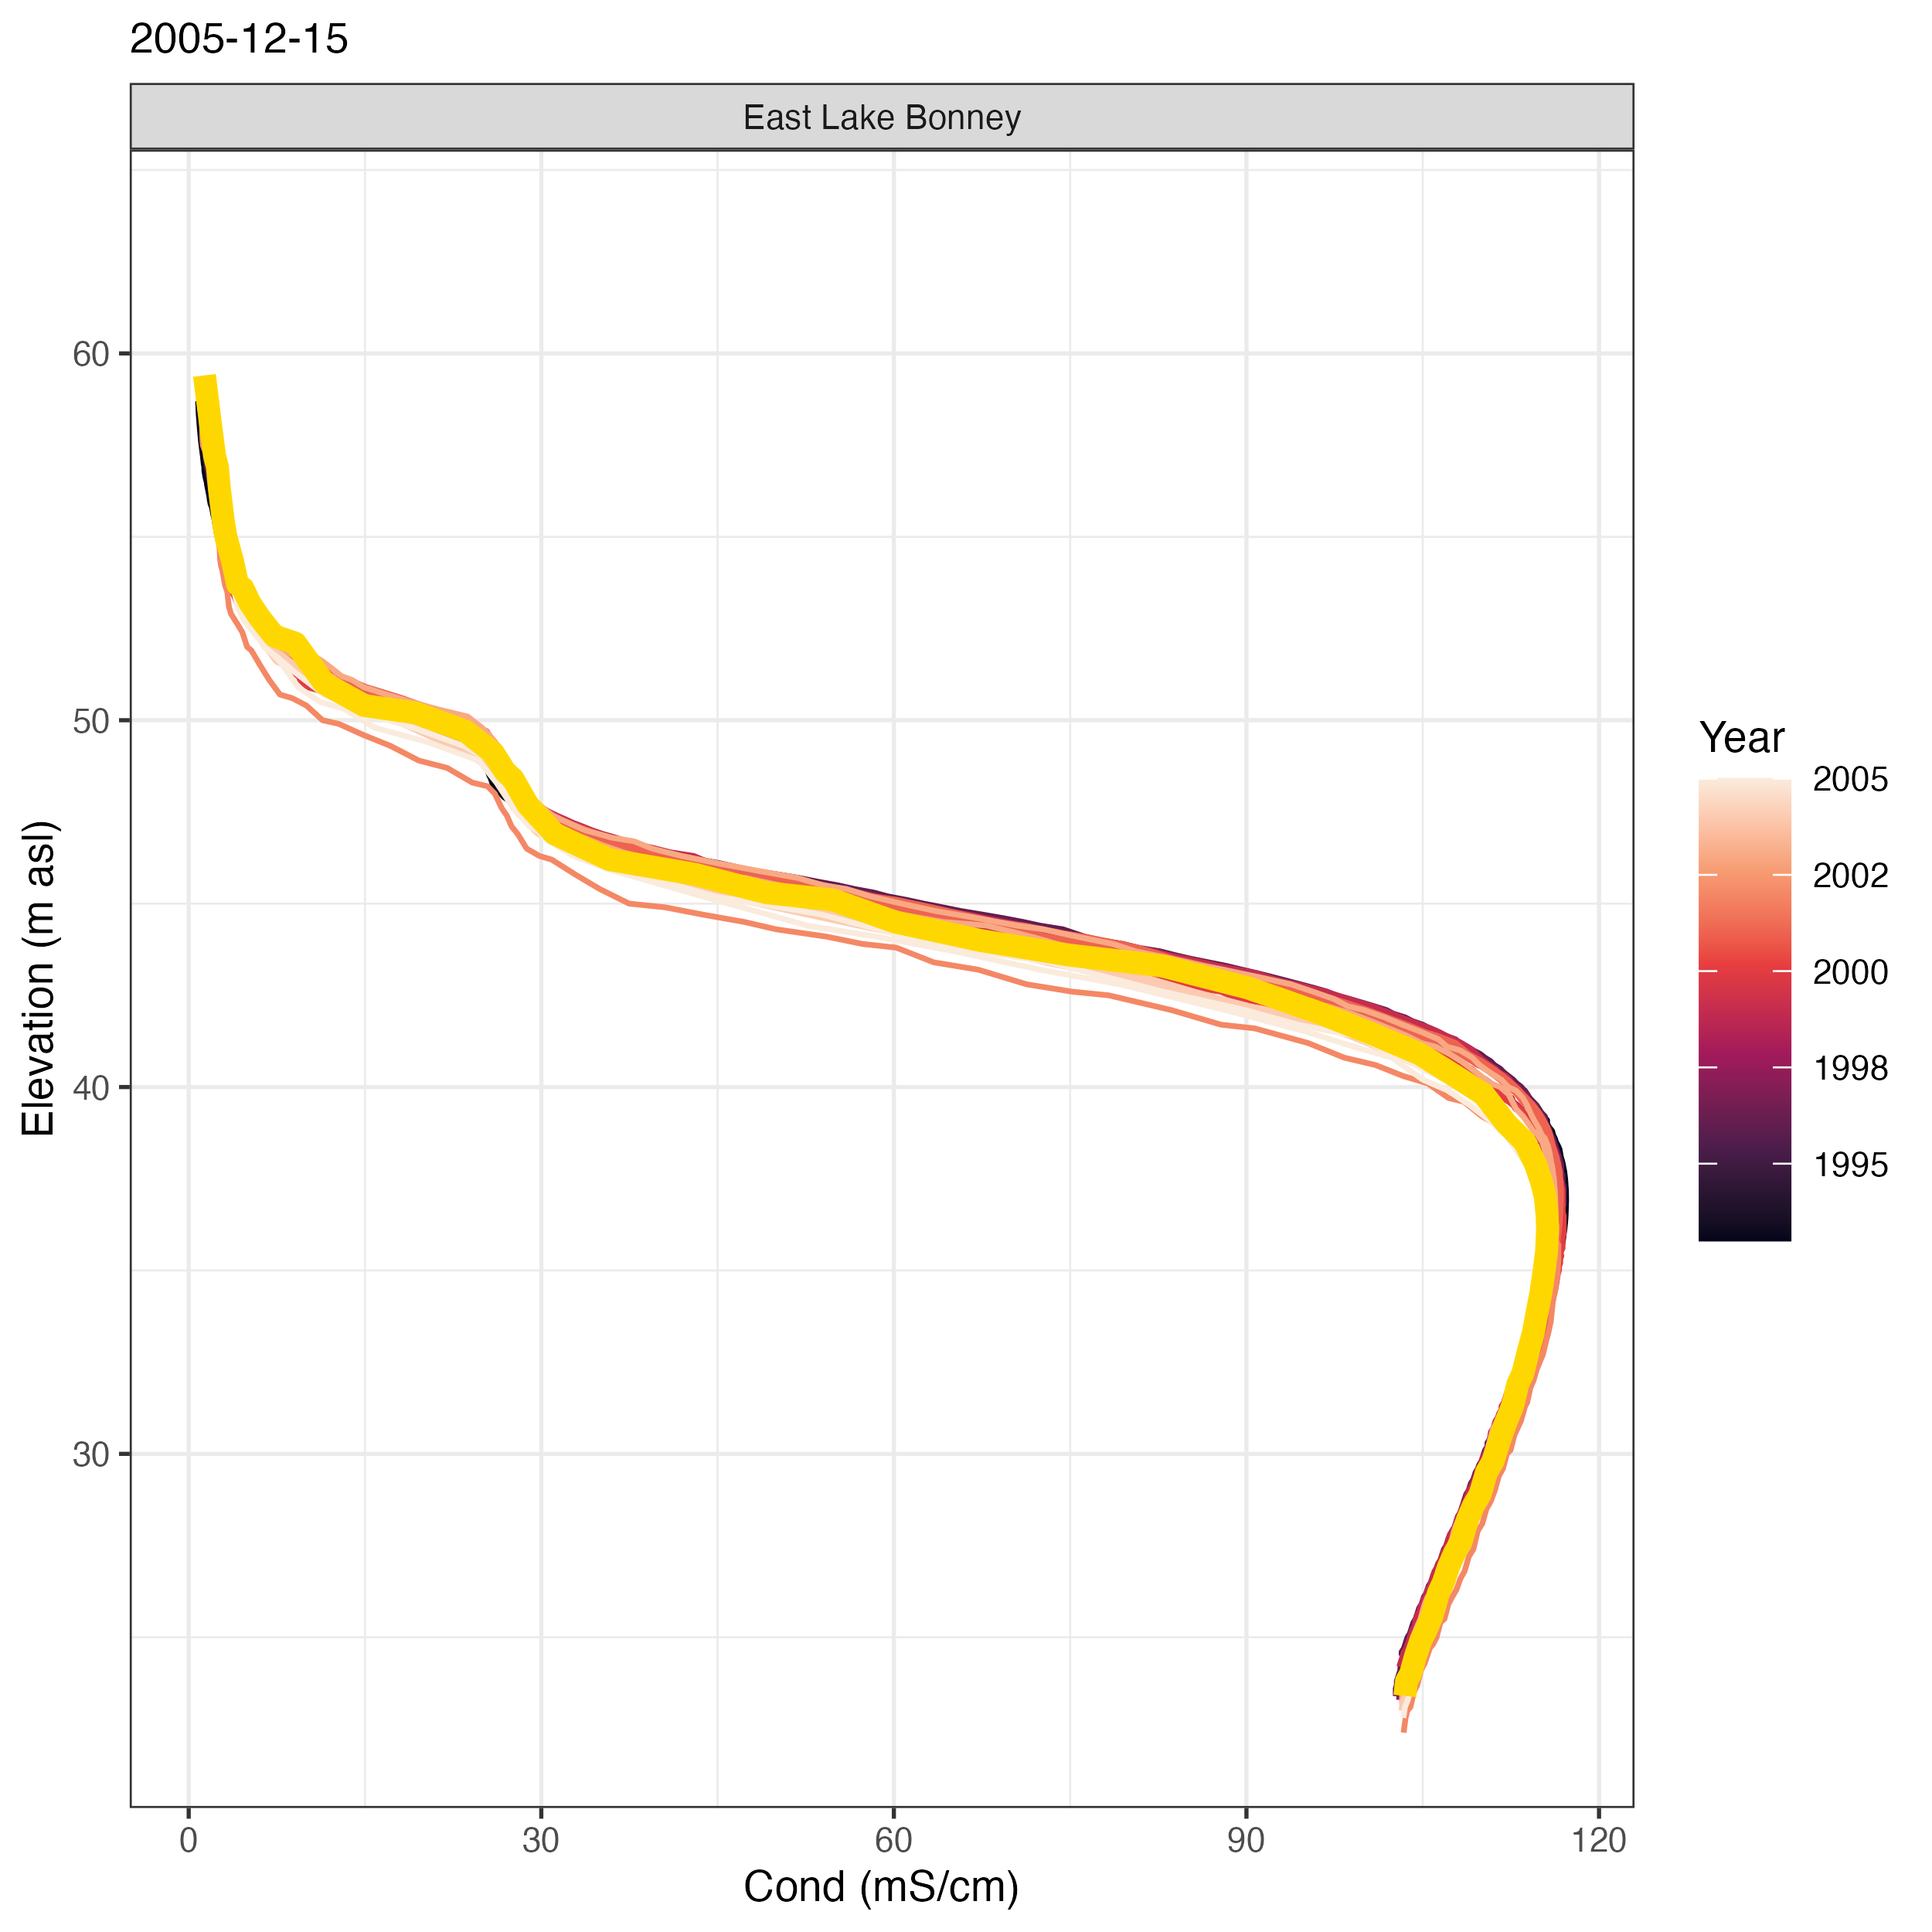 2005-12-15
East Lake Bonney
60
50
40
30
Elevation (m asl)
0 30 60 90 120
Cond (mS/cm)
Year
2005
2002
2000
1998
1995